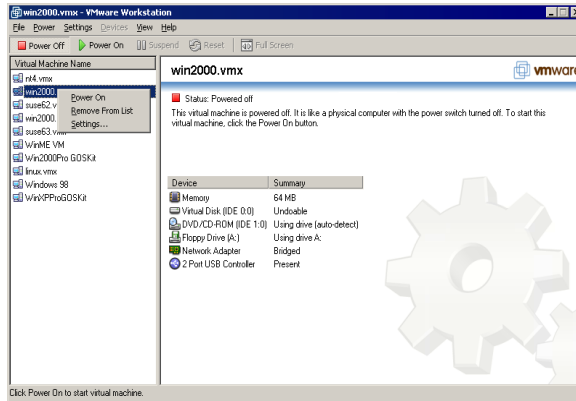 win2000.vmx - VMware Workstation
File Power Settings Devices View Help
Power Off Power On Suspend Reset Full Screen
Virtual Machine Name
nt4.vmx
win2000.
suse62.v
win2000.
suse63.vmx
WinME VM
Win2000Pro GOSKit
linux.vmx
Windows 98
WinXPProGOSKit
Power On
Remove From List
Settings...
win2000.vmx
vmware
Status: Powered off
This virtual machine is powered off. It is like a physical computer with the power switch turned off. To start this
virtual machine, click the Power On button.
Device Summary
Memory 64 MB
Virtual Disk (IDE 0:0) Undoable
DVD/CD-ROM (IDE 1:0) Using drive (auto-detect)
Floppy Drive (A:) Using drive A:
Network Adapter Bridged
2 Port USB Controller Present
Click Power On to start virtual machine.